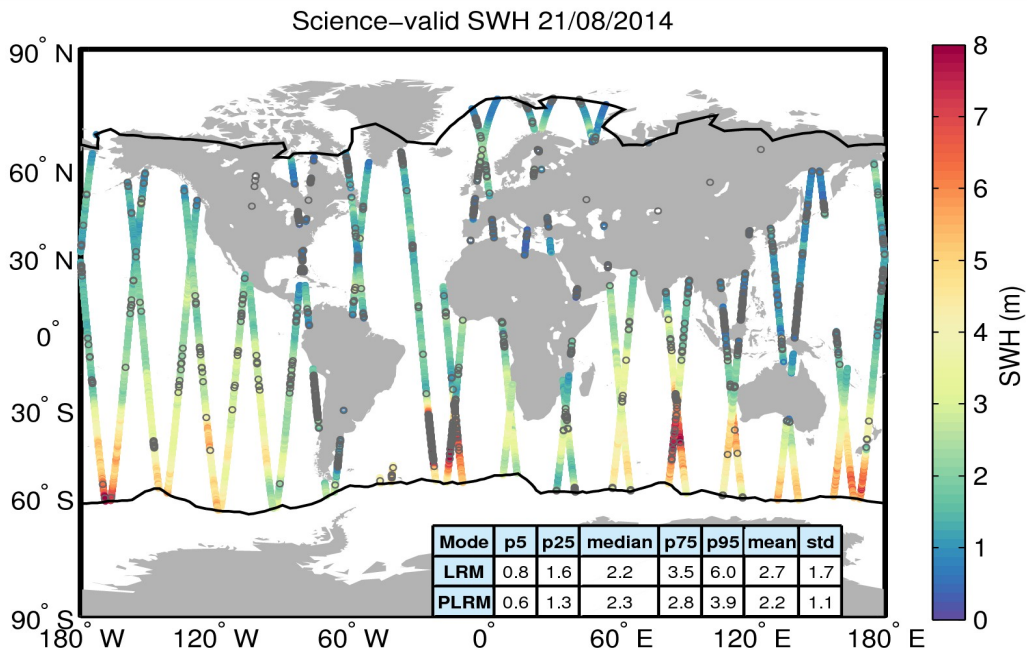 Science−valid SWH 21/08/2014
90° N
60° N
30° N
0°
30° S
60° S
90° S
180° W
120° W
60° W
0°
60° E
120° E
180° E
Mode p5 p25 median p75 p95 mean std
LRM 0.8 1.6 2.2 3.5 6.0 2.7 1.7
PLRM 0.6 1.3 2.3 2.8 3.9 2.2 1.1
8
7
6
5
4
3
2
1
0
SWH (m)